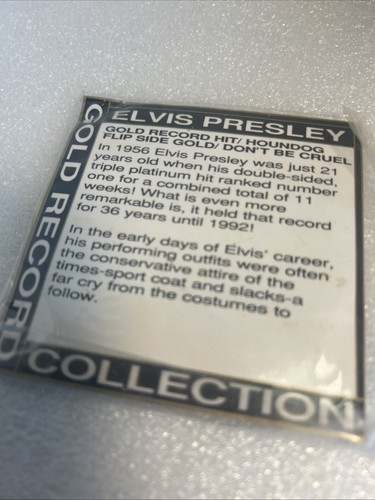 ELVIS PRESLEY
GOLD RECORD HIT/ HOUNDOG
FLIP SIDE GOLD/ DON'T BE CRUEL
In 1956 Elvis Presley was just 21
years old when his double-sided,
triple platinum hit ranked number
one for a combined total of 11
weeks! What is even more
remarkable is, it held that record
for 36 years until 1992!
In the early days of Elvis' career,
his performing outfits were often
the conservative attire of the
times-sport coat and slacks-a
far cry from the costumes to
follow.
GOLD RECORD
COLLECTION